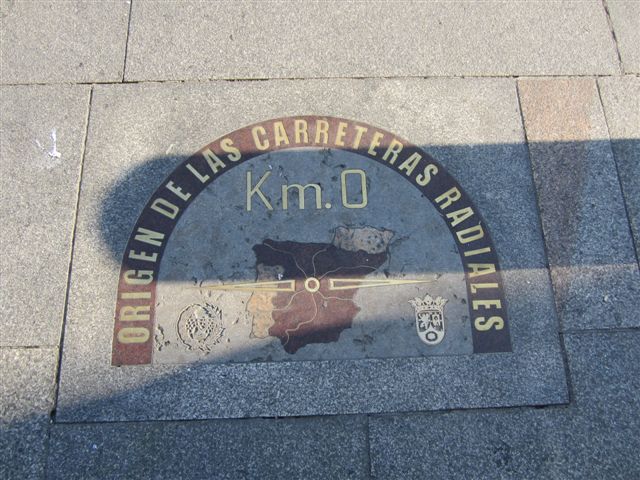 ORIGEN DE LAS CARRETERAS RADIALES
Km. 0